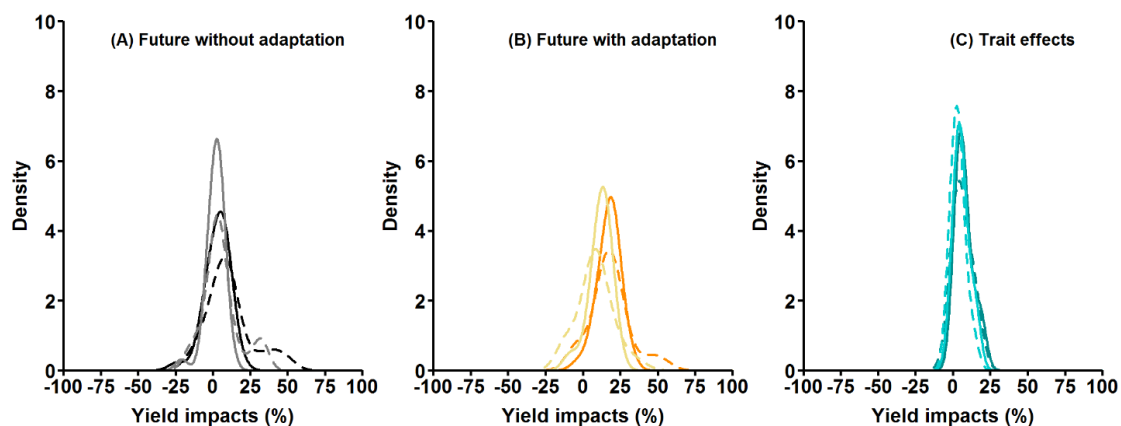 (A) Future without adaptation
10
8
6
4
2
0
Density
-100 -75 -50 -25 0 25 50 75 100
Yield impacts (%)
(B) Future with adaptation
10
8
6
4
2
0
Density
-100 -75 -50 -25 0 25 50 75 100
Yield impacts (%)
(C) Trait effects
10
8
6
4
2
0
Density
-100 -75 -50 -25 0 25 50 75 100
Yield impacts (%)